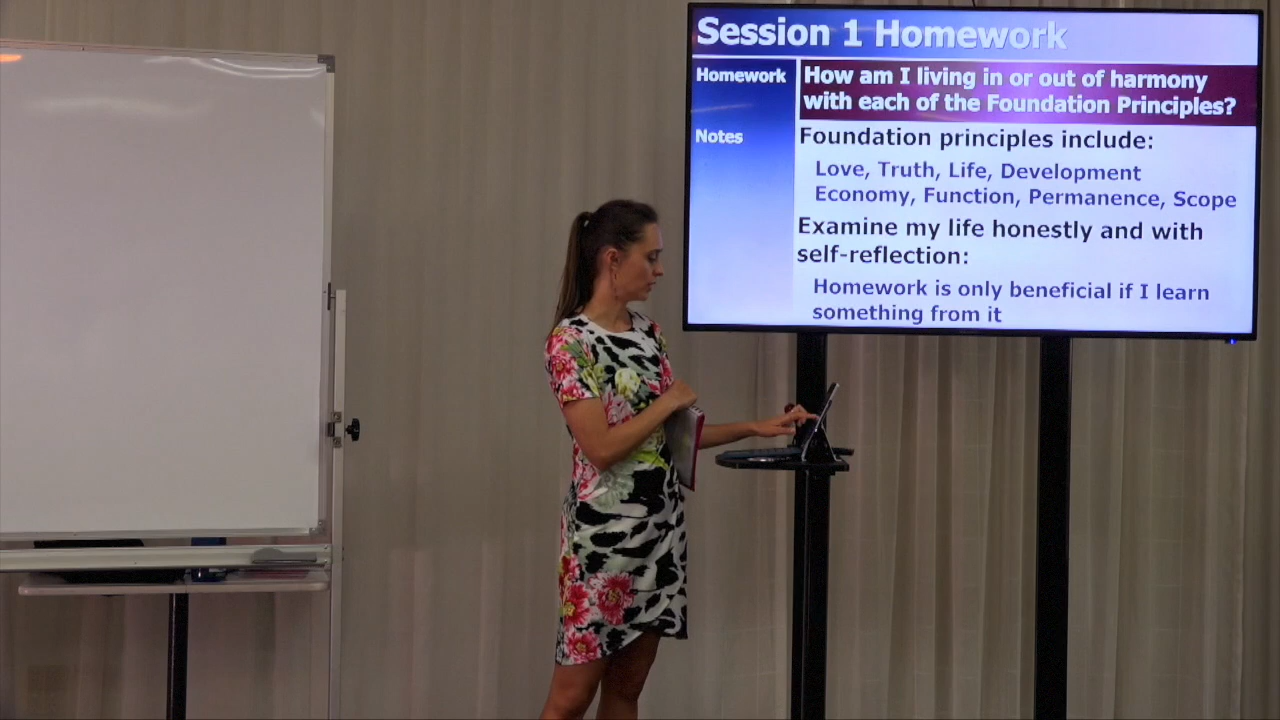 Session 1 Homework
Homework
How am I living in or out of harmony
with each of the Foundation Principles?
Notes
Foundation principles include:
Love, Truth, Life, Development
Economy, Function, Permanence, Scope
Examine my life honestly and with
self-reflection:
Homework is only beneficial if I learn
something from it